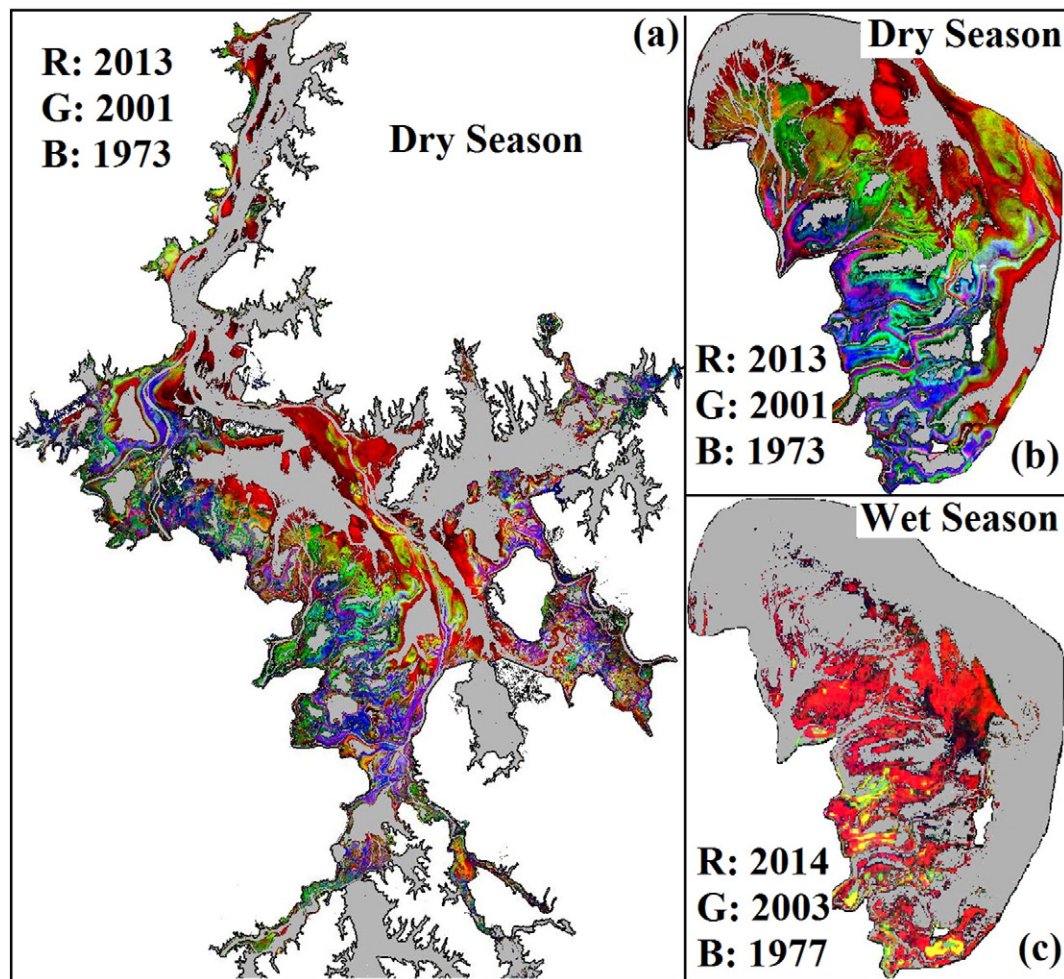 (a)
R: 2013
G: 2001
B: 1973
Dry Season
Dry Season
R: 2013
G: 2001
B: 1973
(b)
Wet Season
R: 2014
G: 2003
B: 1977
(c)